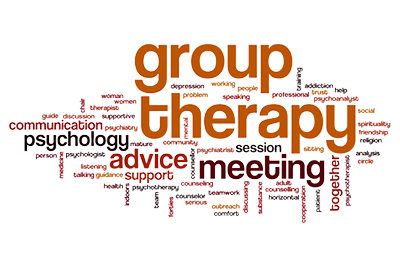 group
therapy
training
addiction
depression
working
people
help
problem
trust
woman
speaking
professional
psychoanalyst
chair
women
therapist
social
guide
discussion
supportive
spirituality
communication
psychiatry
mental
friendship
psychology
mature
community
psychiatrist
session
sitting
religion
person
medicine
psychologist
advice
counselor
meeting
together
analysis
circle
listening
talking
guidance
support
counseling
discussing
adult
counselling
cooperation
psychotherapist
health
indoors
psychotherapy
teamwork
substance
horizontal
patient
team
forties
counselor
serious
outreach
comfort